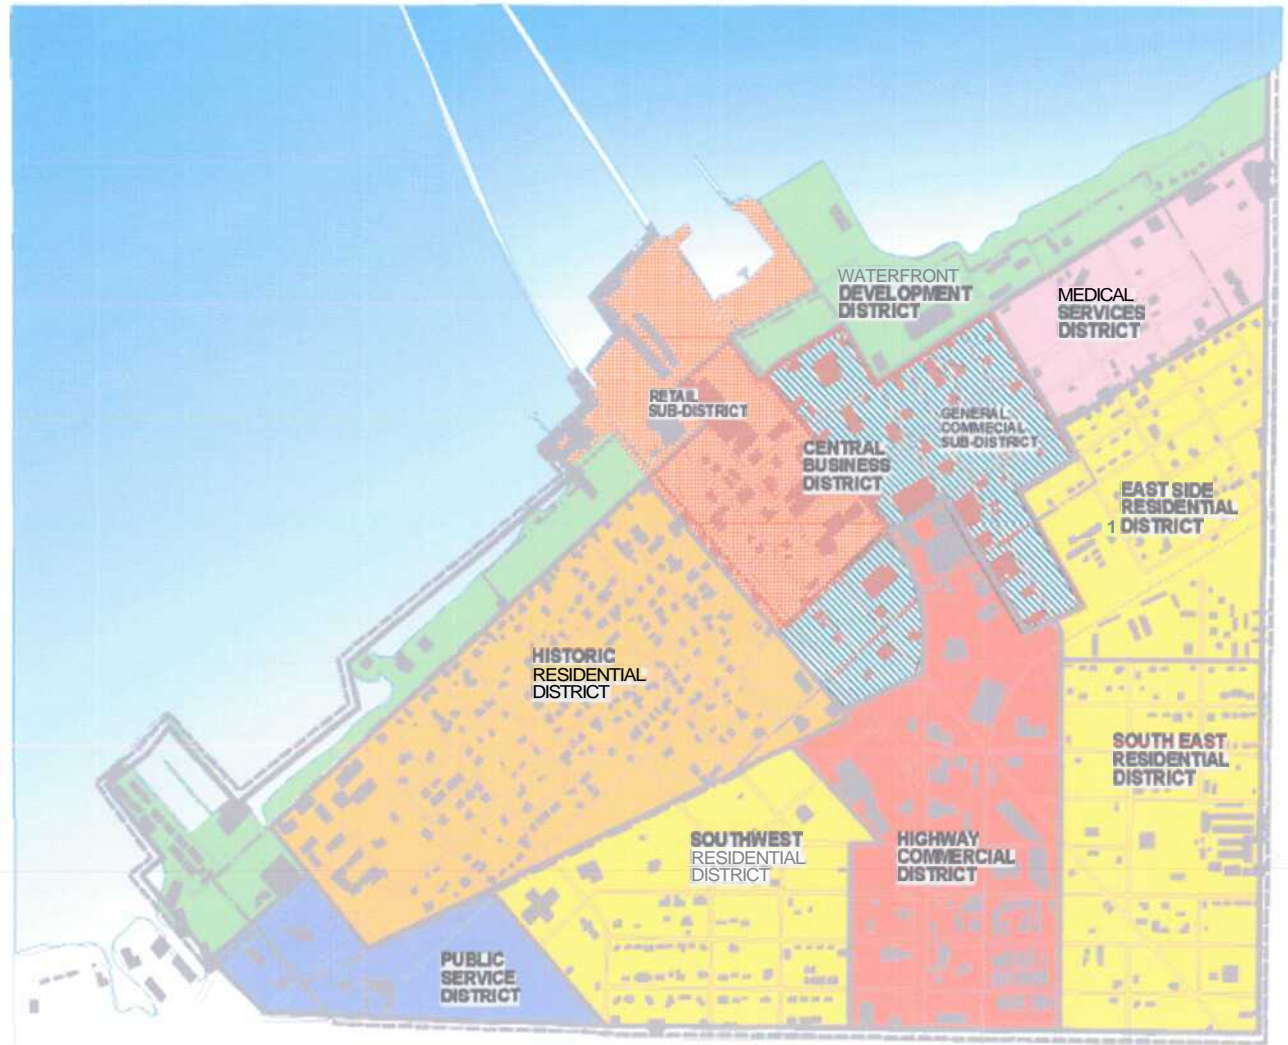 WATERFRONT
DEVELOPMENT
DISTRICT
MEDICAL
SERVICES
DISTRICT
RETAIL
SUB-DISTRICT
GENERAL
COMMECIAL
SUB-DISTRICT
CENTRAL
BUSINESS
DISTRICT
EAST SIDE
RESIDENTIAL
1 DISTRICT
HISTORIC
RESIDENTIAL
DISTRICT
SOUTH EAST
RESIDENTIAL
DISTRICT
SOUTHWEST
RESIDENTIAL
DISTRICT
HIGHWAY
COMMERCIAL
DISTRICT
PUBLIC
SERVICE
DISTRICT